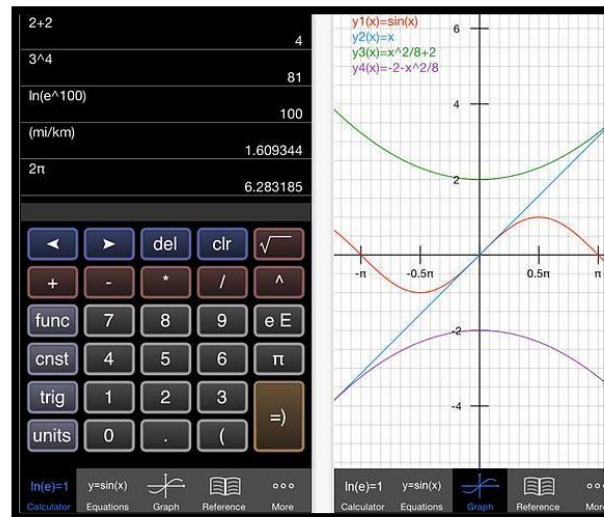 2+2
4
3^4
81
ln(e^100)
100
(mi/km)
1.609344
2π
6.283185
◄ ► del clr √
+ - * / ^
func 7 8 9 e E
cnst 4 5 6 π
trig 1 2 3 =)
units 0 . (
ln(e)=1 y=sin(x) ooo
Calculator Equations Graph Reference More
y1(x)=sin(x)
y2(x)=x
y3(x)=x^2/8+2
y4(x)=-2-x^2/8
6
4
2
-π -0.5π 0.5π π
-2
-4
ln(e)=1 y=sin(x) ooo
Calculator Equations Graph Reference More